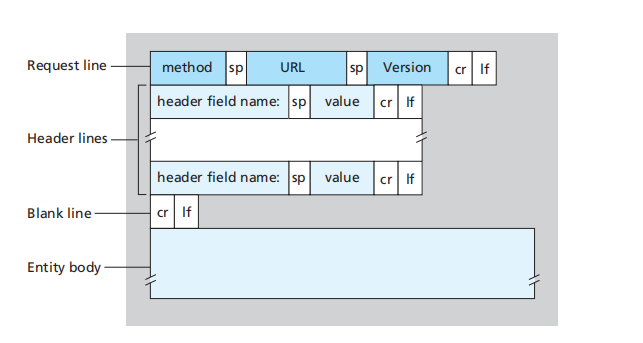 Request line method sp URL sp Version cr lf
header field name: sp value cr lf
Header lines
header field name: sp value cr lf
Blank line cr lf
Entity body